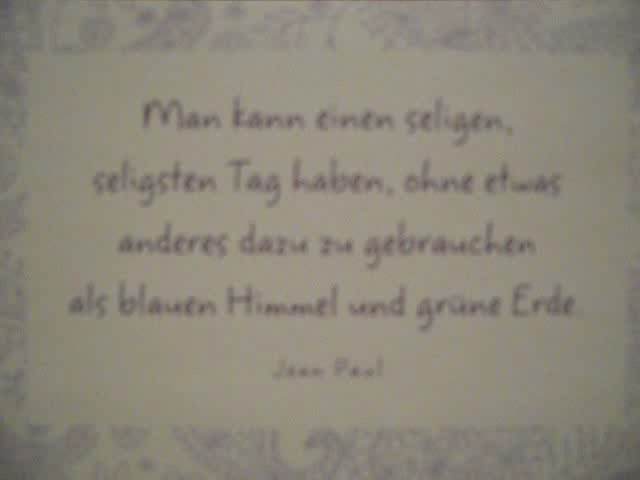 Man kann einen seligen,
seligsten Tag haben, ohne etwas
anderes dazu zu gebrauchen
als blauen Himmel und grüne Erde.
Jean Paul